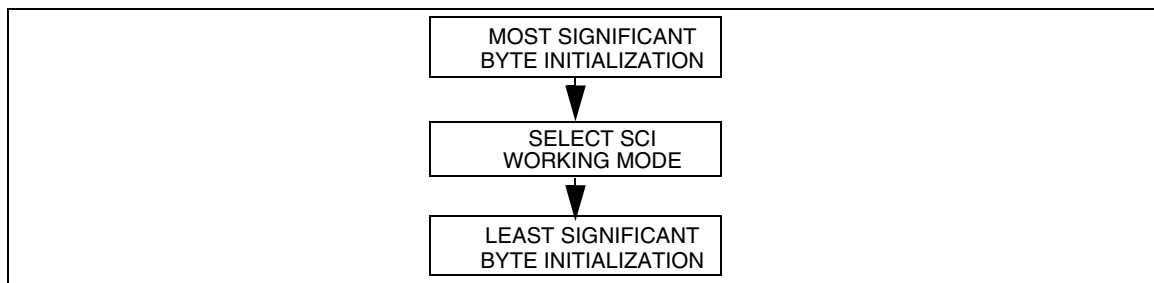 MOST SIGNIFICANT
BYTE INITIALIZATION
SELECT SCI
WORKING MODE
LEAST SIGNIFICANT
BYTE INITIALIZATION